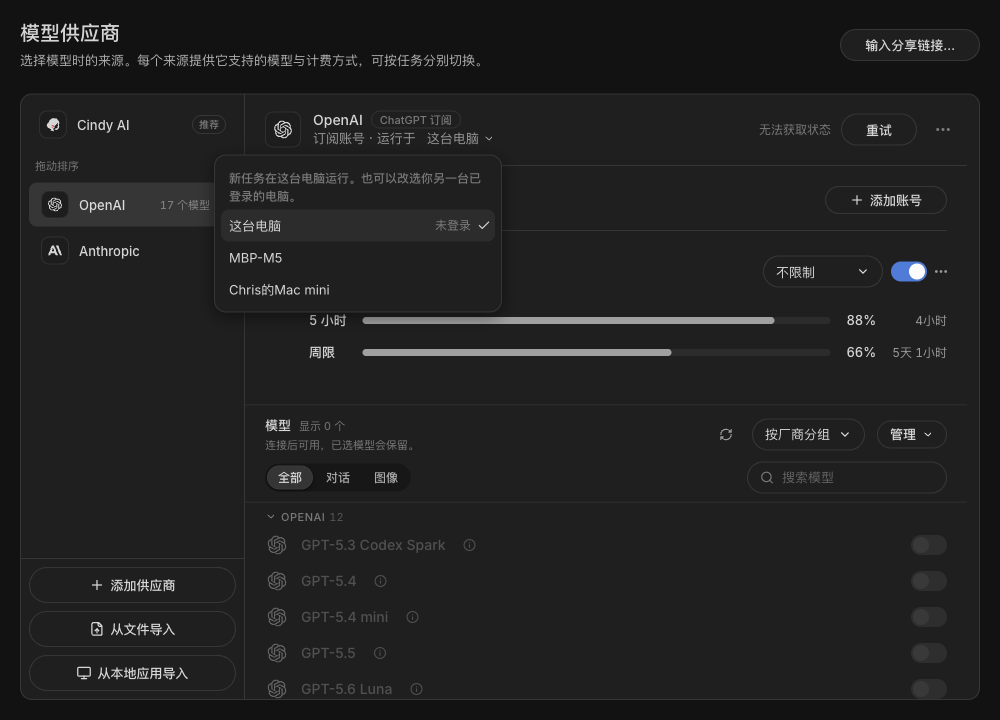 模型供应商
选择模型时的来源。每个来源提供它支持的模型与计费方式，可按任务分别切换。
输入分享链接...
Cindy AI
推荐
拖动排序
OpenAI
17 个模型
Anthropic
添加供应商
从文件导入
从本地应用导入
OpenAI
ChatGPT 订阅
订阅账号 · 运行于 这台电脑
无法获取状态
重试
新任务在这台电脑运行。也可以改选你另一台已
登录的电脑。
这台电脑
未登录
MBP-M5
Chris的Mac mini
添加账号
不限制
5 小时
88%
4小时
周限
66%
5天 1小时
模型
显示 0 个
连接后可用，已选模型会保留。
按厂商分组
管理
全部
对话
图像
搜索模型
OPENAI 12
GPT-5.3 Codex Spark
GPT-5.4
GPT-5.4 mini
GPT-5.5
GPT-5.6 Luna